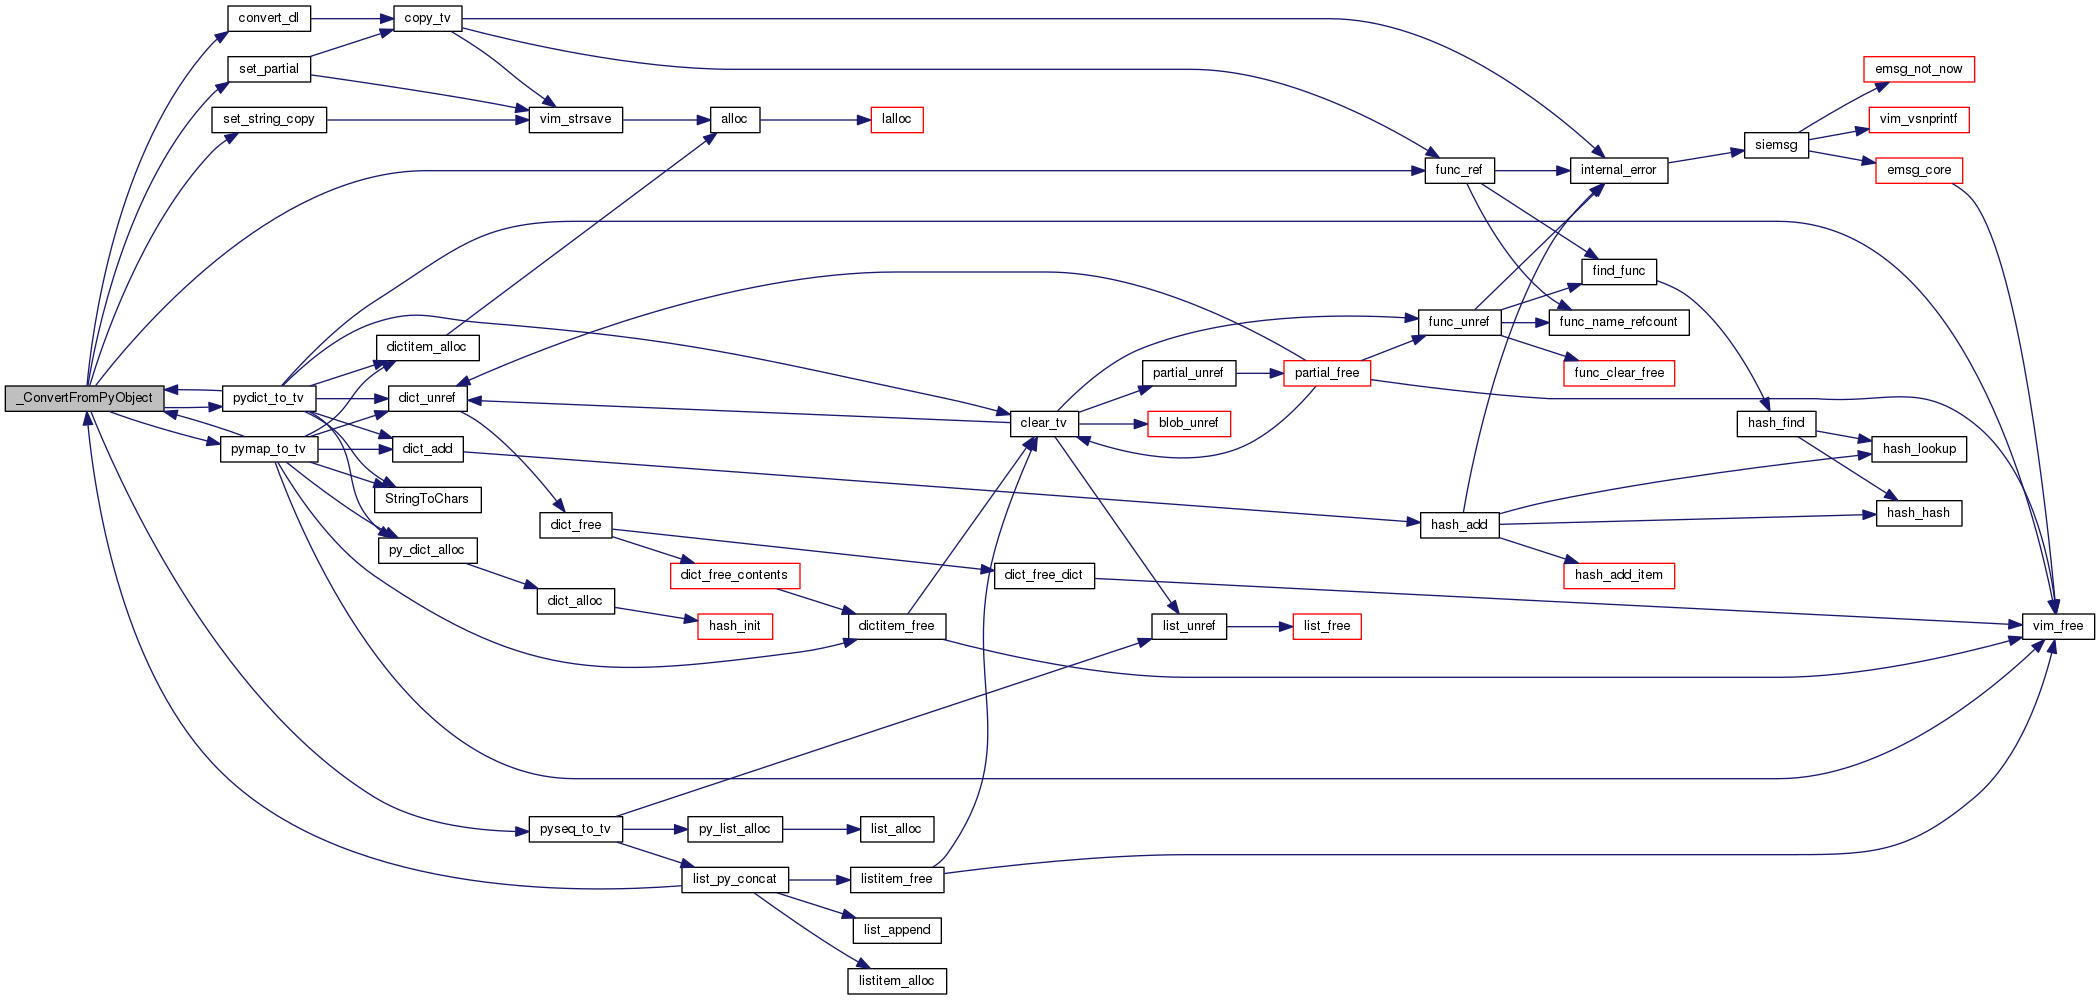 convert_dl
copy_tv
set_partial
emsg_not_now
set_string_copy
vim_strsave
alloc
lalloc
vim_vsnprintf
siemsg
func_ref
internal_error
emsg_core
find_func
func_unref
func_name_refcount
dictitem_alloc
partial_unref
partial_free
func_clear_free
_ConvertFromPyObject
pydict_to_tv
dict_unref
clear_tv
blob_unref
hash_find
pymap_to_tv
dict_add
hash_lookup
StringToChars
hash_hash
dict_free
hash_add
py_dict_alloc
dict_free_contents
dict_free_dict
hash_add_item
dict_alloc
hash_init
dictitem_free
list_unref
list_free
vim_free
pyseq_to_tv
py_list_alloc
list_alloc
list_py_concat
listitem_free
list_append
listitem_alloc